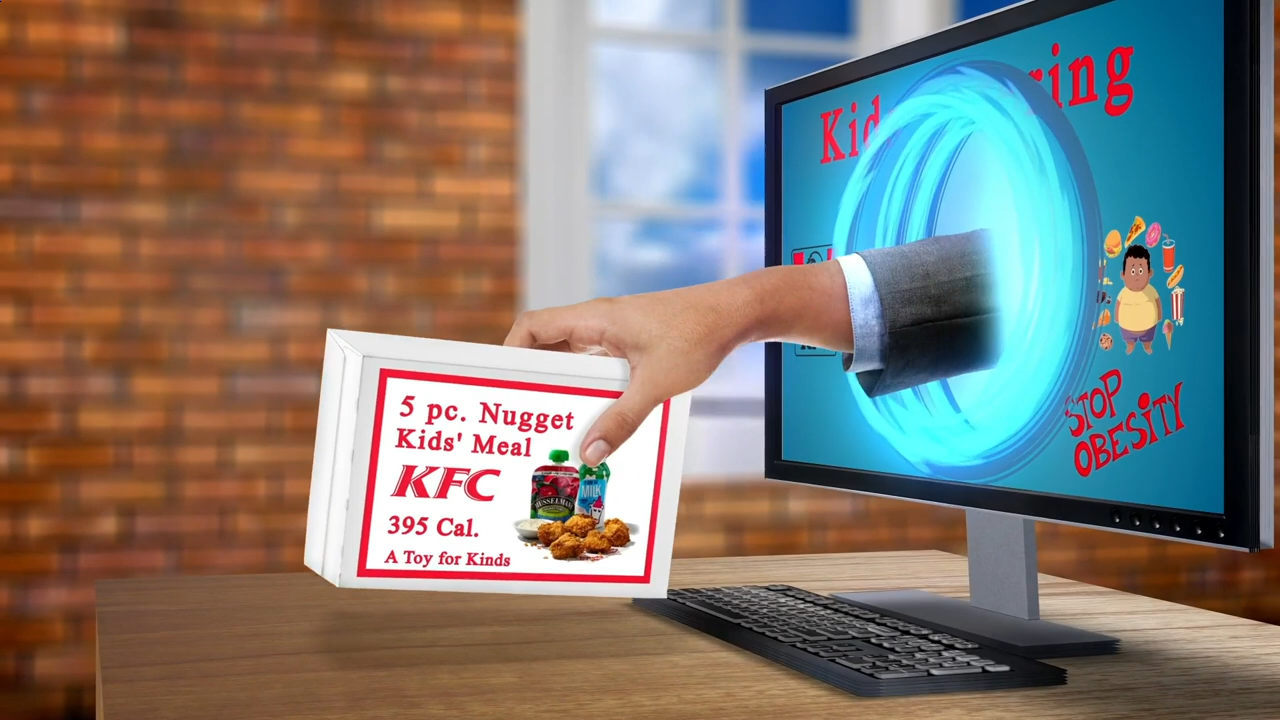 Kid ring
5 pc. Nugget
Kids' Meal
KFC
395 Cal.
A Toy for Kinds
MILK
STOP
OBESITY